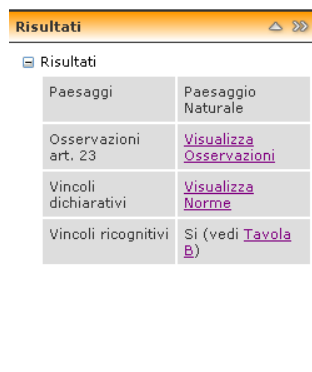 Risultati
Risultati
Paesaggi
Paesaggio
Naturale
Osservazioni
art. 23
Visualizza
Osservazioni
Vincoli
dichiarativi
Visualizza
Norme
Vincoli ricognitivi
Si (vedi Tavola
B)